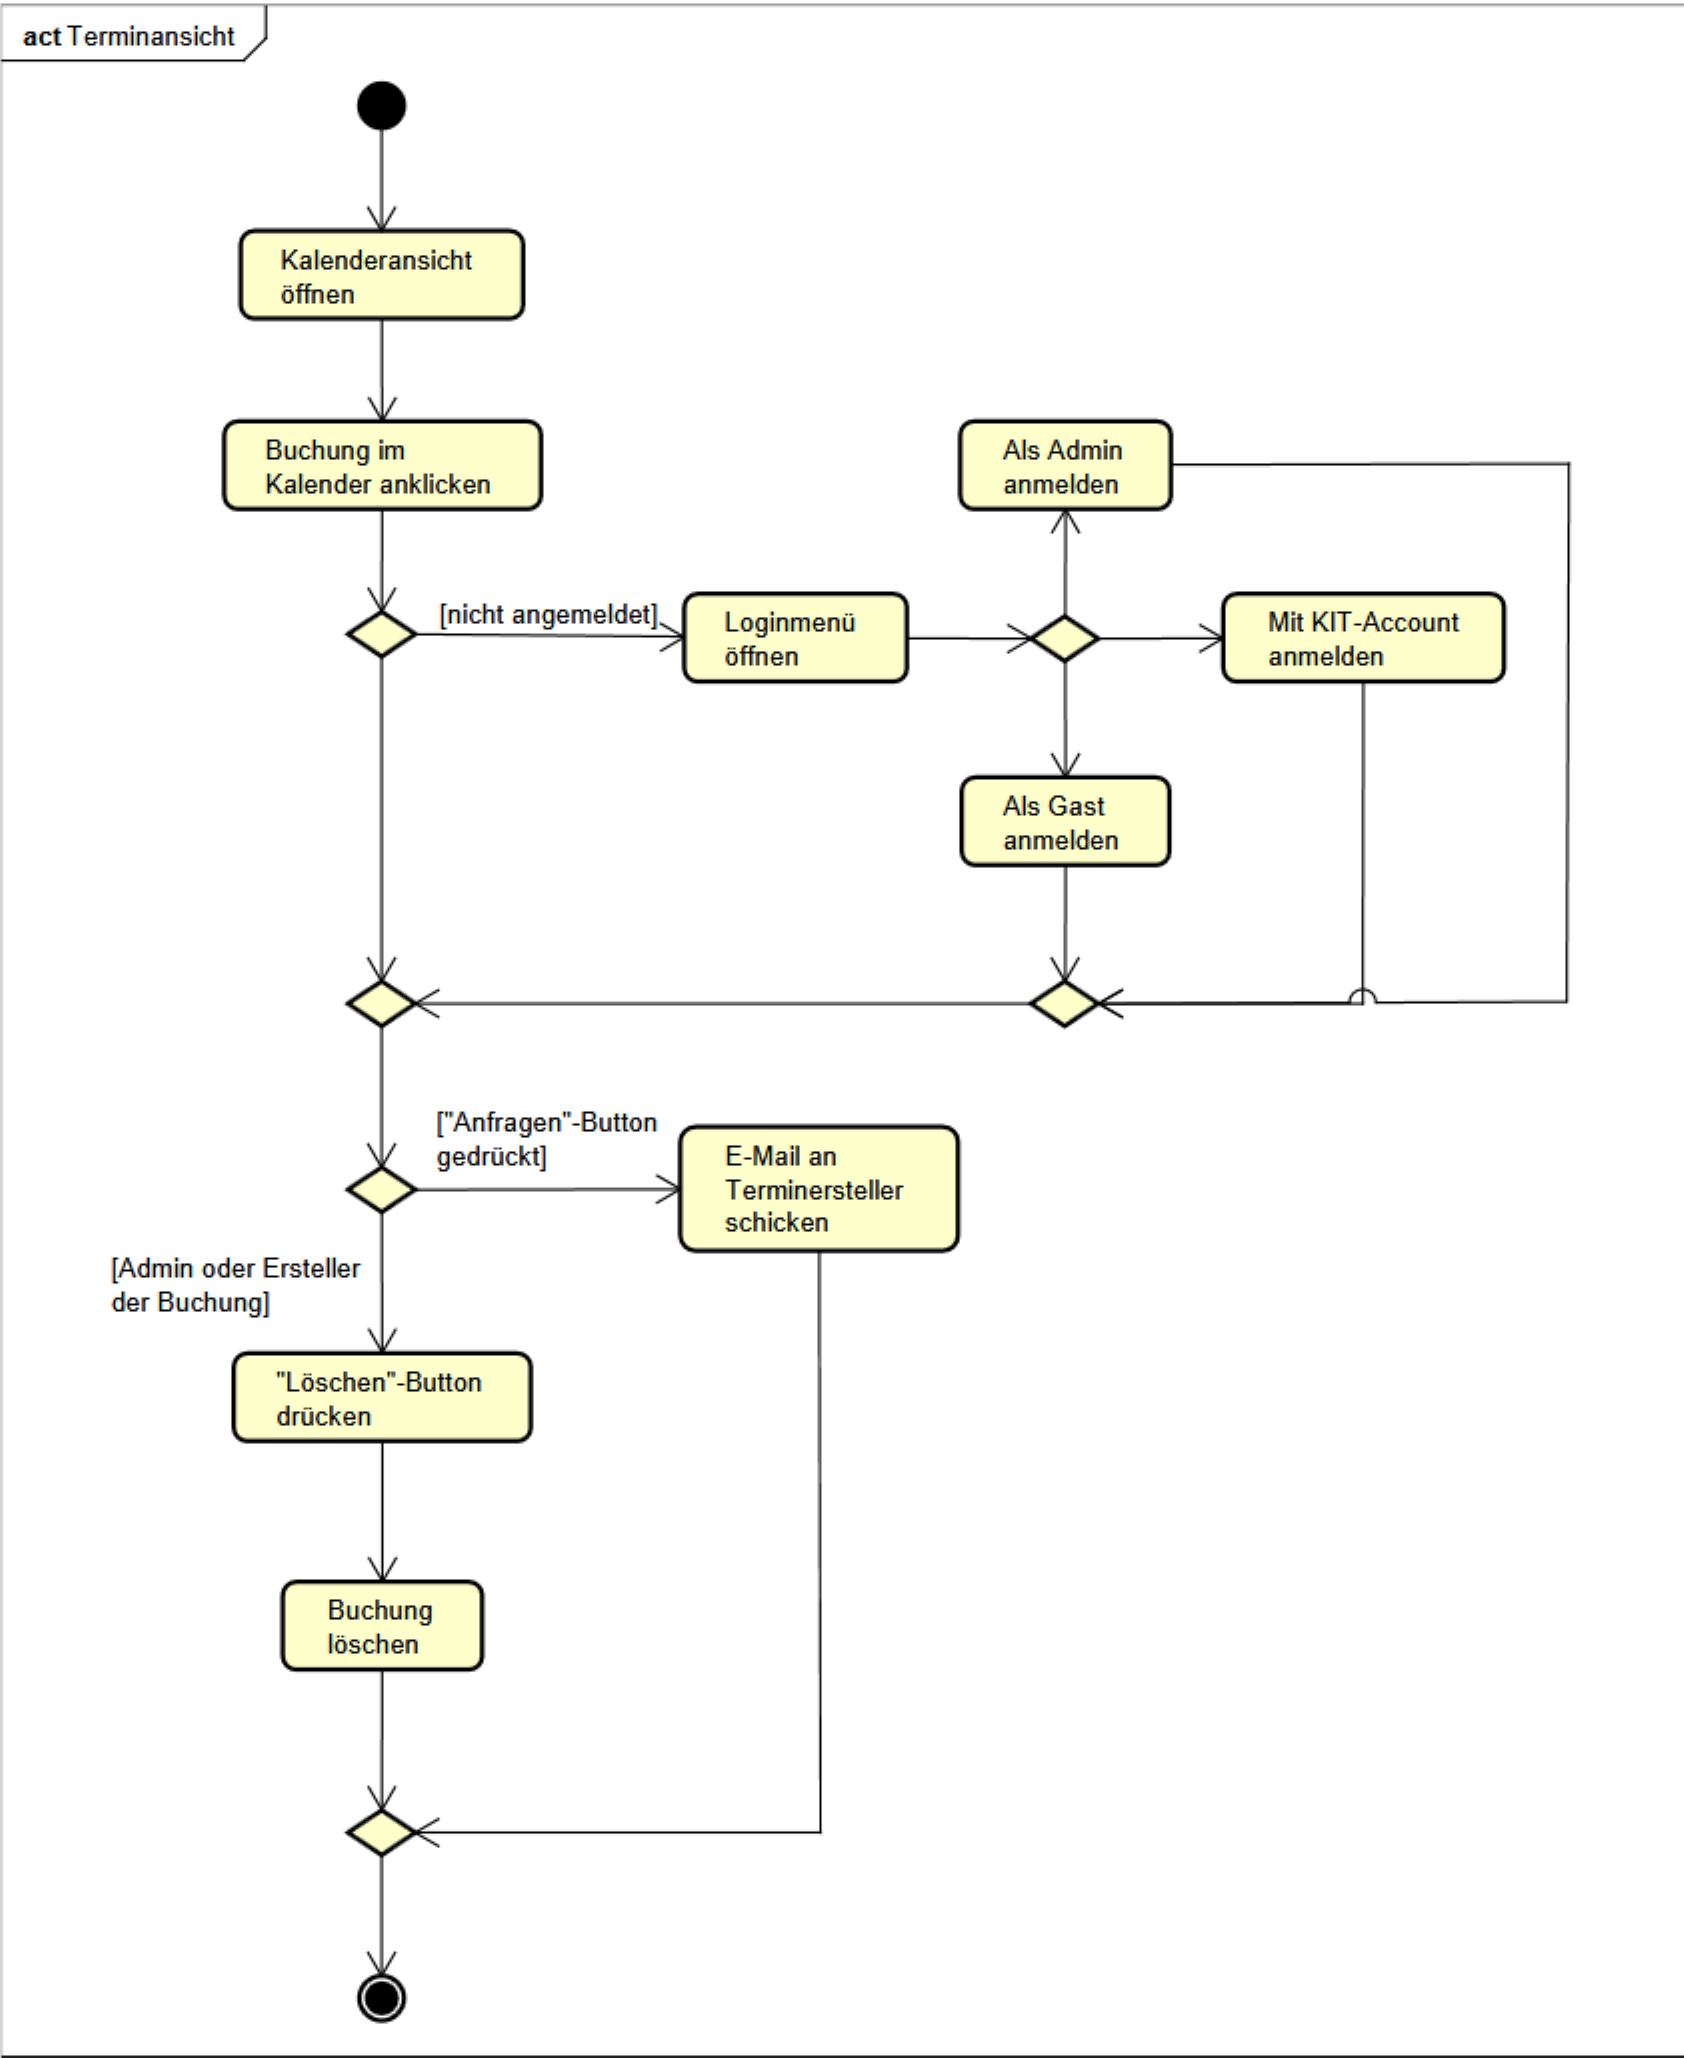 act Terminansicht
Kalenderansicht
öffnen
Buchung im
Kalender anklicken
Als Admin
anmelden
[nicht angemeldet]
Loginmenü
öffnen
Mit KIT-Account
anmelden
Als Gast
anmelden
["Anfragen"-Button
gedrückt]
E-Mail an
Terminersteller
schicken
[Admin oder Ersteller
der Buchung]
"Löschen"-Button
drücken
Buchung
löschen